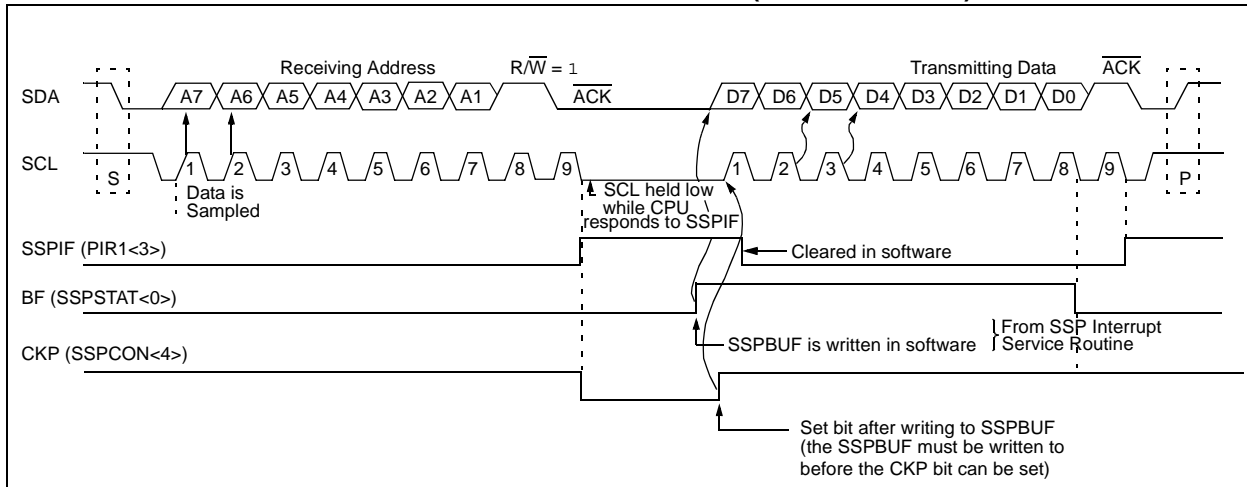 Receiving Address R/W = 1 Transmitting Data ACK
SDA A7 A6 A5 A4 A3 A2 A1 ACK D7 D6 D5 D4 D3 D2 D1 D0
SCL S 1 2 3 4 5 6 7 8 9 1 2 3 4 5 6 7 8 9 P
Data is
Sampled
SCL held low
while CPU
responds to SSPIF
SSPIF (PIR1<3>)
Cleared in software
BF (SSPSTAT<0>)
SSPBUF is written in software
From SSP Interrupt
Service Routine
CKP (SSPCON<4>)
Set bit after writing to SSPBUF
(the SSPBUF must be written to
before the CKP bit can be set)